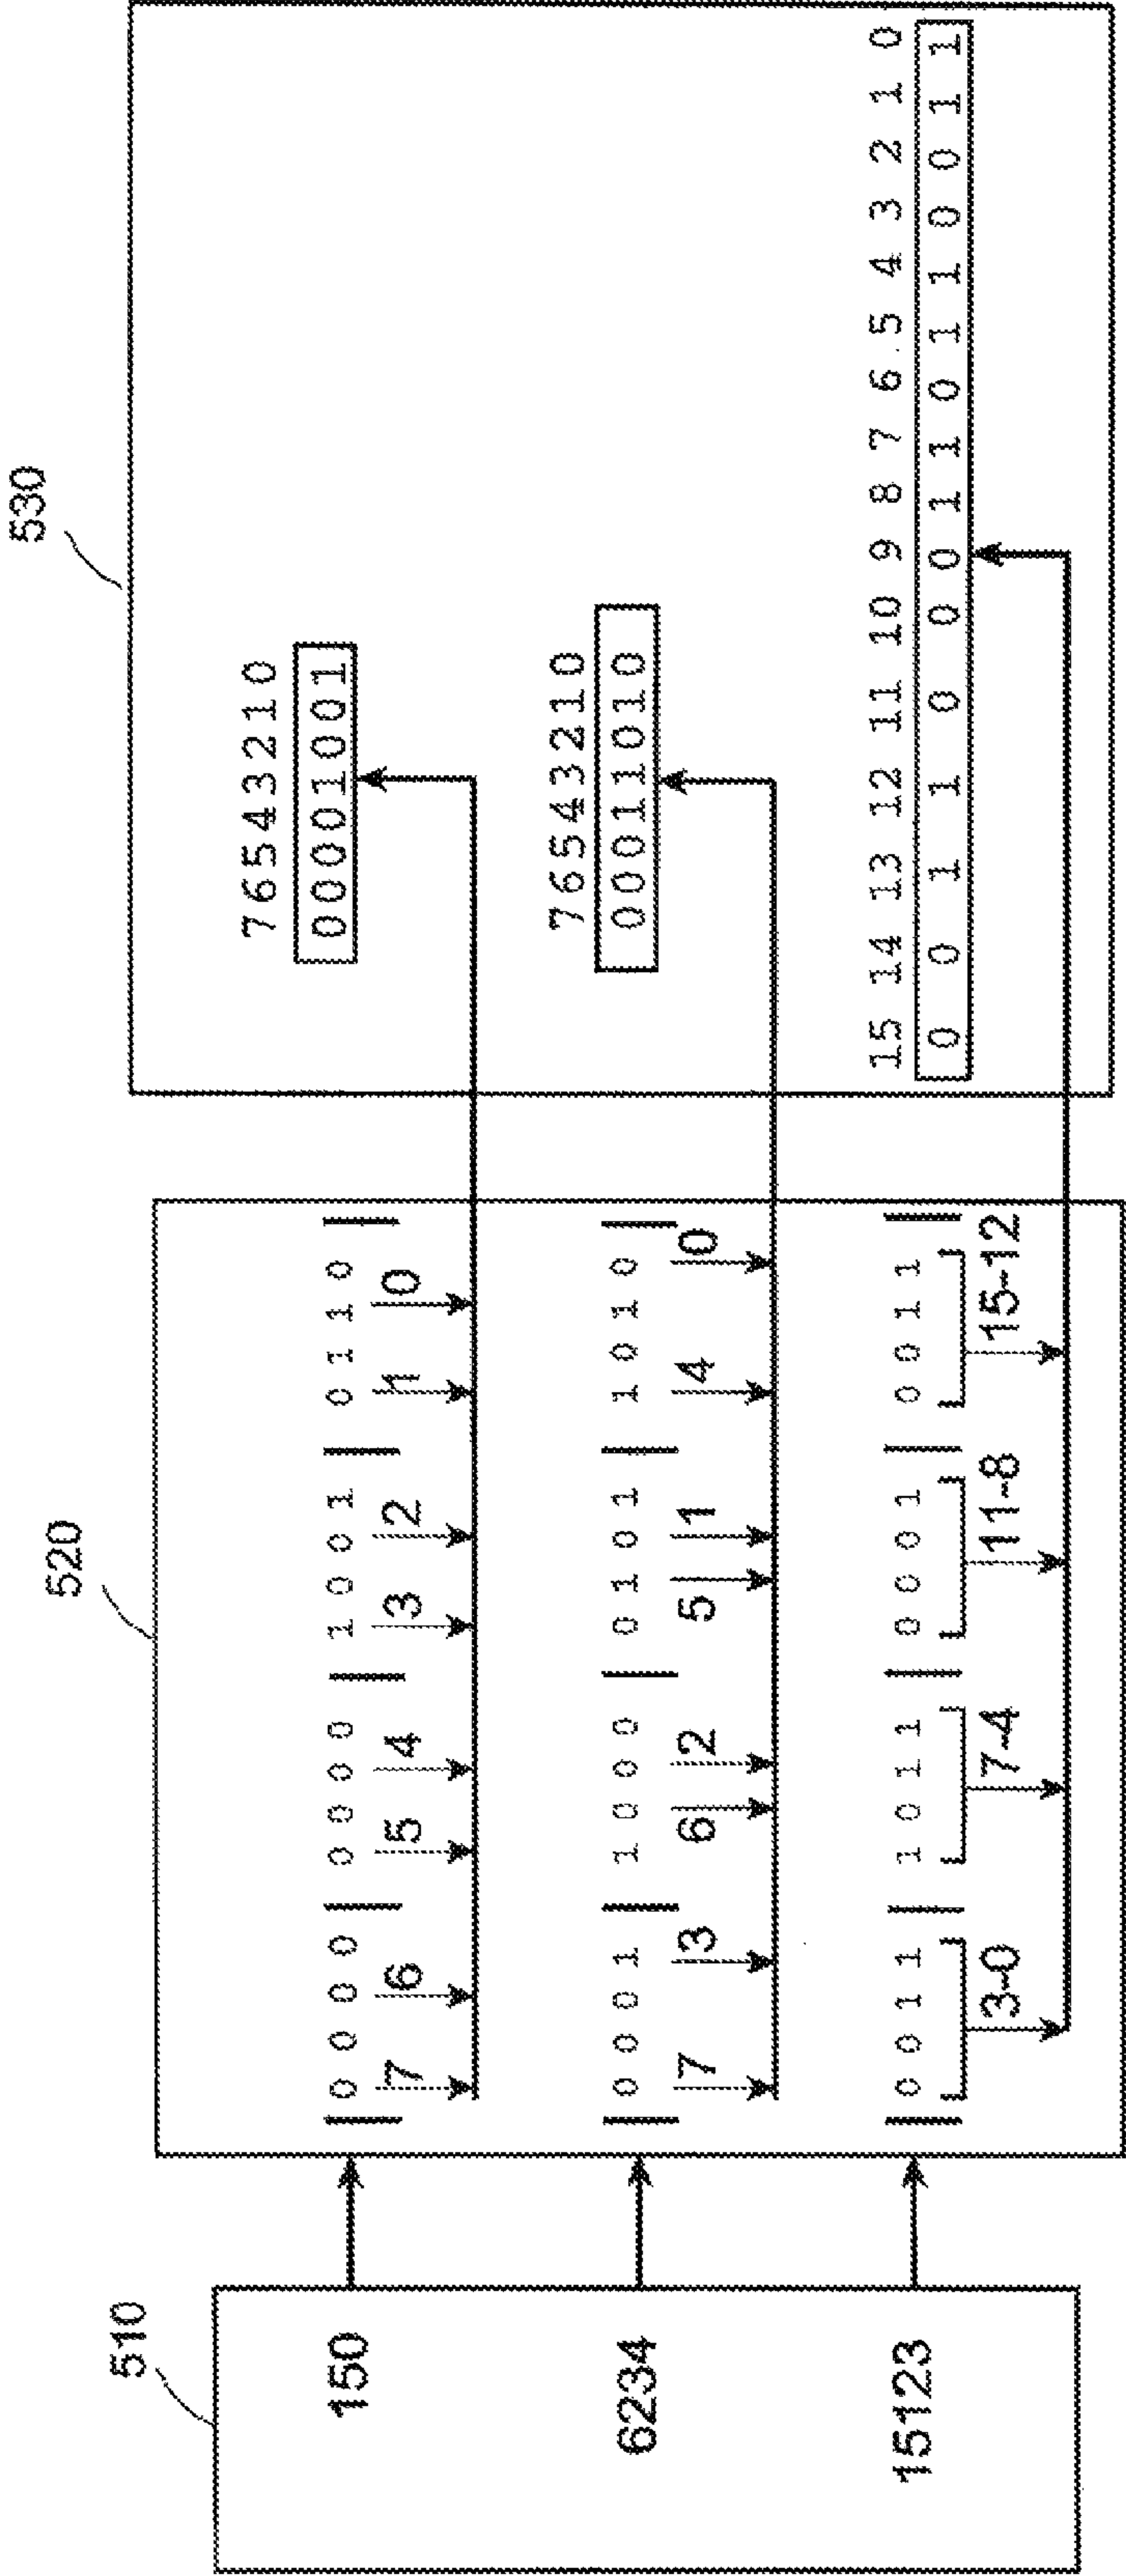 510
150
6234
15123
520
| 0 0 0 0 | 0 0 0 0 | 1 0 0 1 | 0 1 1 0 |
7 6 5 4 3 2 1 0
| 0 0 0 1 | 1 0 0 0 | 0 1 0 1 | 1 0 1 0 |
7 3 6 2 5 1 4 0
| 0 0 1 1 | 1 0 1 1 | 0 0 0 1 | 0 0 1 1 |
3-0 7-4 11-8 15-12
530
7 6 5 4 3 2 1 0
0 0 0 0 1 0 0 1
7 6 5 4 3 2 1 0
0 0 0 1 1 0 1 0
15 14 13 12 11 10 9 8 7 6 5 4 3 2 1 0
0 0 1 1 0 0 0 1 1 0 1 1 0 0 1 1